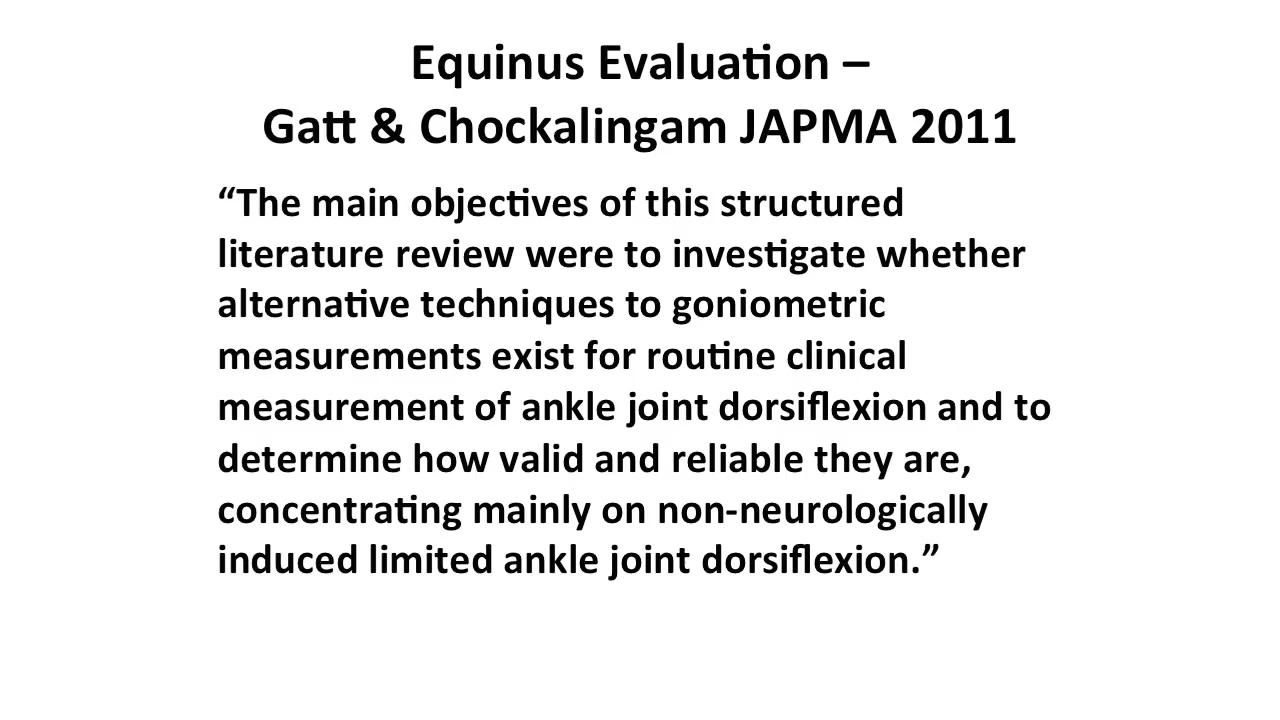 Equinus Evaluation –
Gatt & Chockalingam JAPMA 2011
“The main objectives of this structured
literature review were to investigate whether
alternative techniques to goniometric
measurements exist for routine clinical
measurement of ankle joint dorsiflexion and to
determine how valid and reliable they are,
concentrating mainly on non-neurologically
induced limited ankle joint dorsiflexion.”